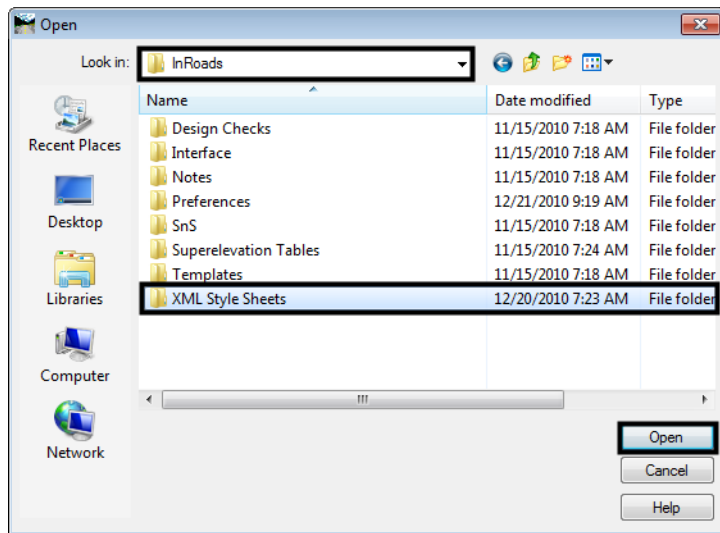 Open
Look in: InRoads
Name Date modified Type
Recent Places
Desktop
Libraries
Computer
Network
Design Checks 11/15/2010 7:18 AM File folder
Interface 11/15/2010 7:18 AM File folder
Notes 11/15/2010 7:18 AM File folder
Preferences 12/21/2010 9:19 AM File folder
SnS 11/15/2010 7:18 AM File folder
Superelevation Tables 11/15/2010 7:24 AM File folder
Templates 11/15/2010 7:18 AM File folder
XML Style Sheets 12/20/2010 7:23 AM File folder
Open
Cancel
Help